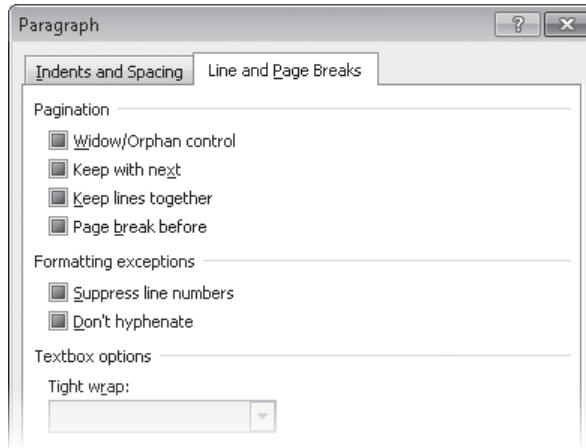 Paragraph
Indents and Spacing Line and Page Breaks
Pagination
Widow/Orphan control
Keep with next
Keep lines together
Page break before
Formatting exceptions
Suppress line numbers
Don't hyphenate
Textbox options
Tight wrap: